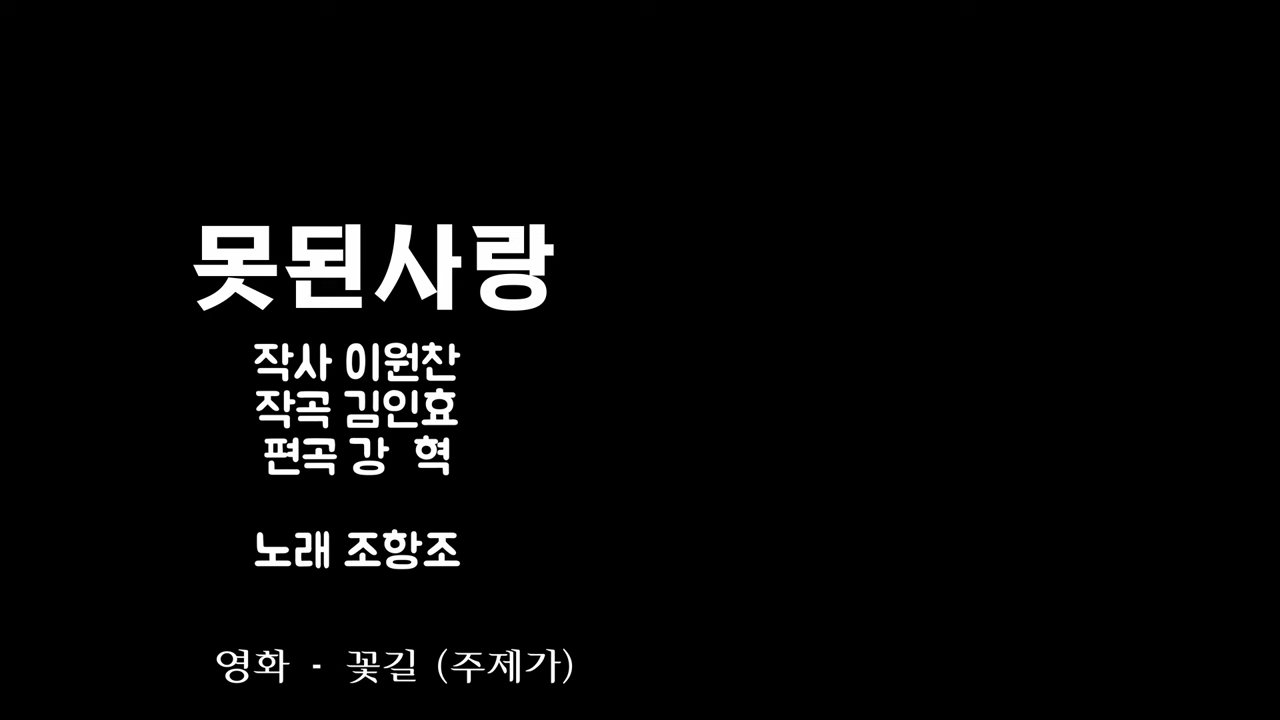 못된사랑
작사 이원찬
작곡 김인효
편곡 강 혁
노래 조항조
영화 - 꽃길 (주제가)